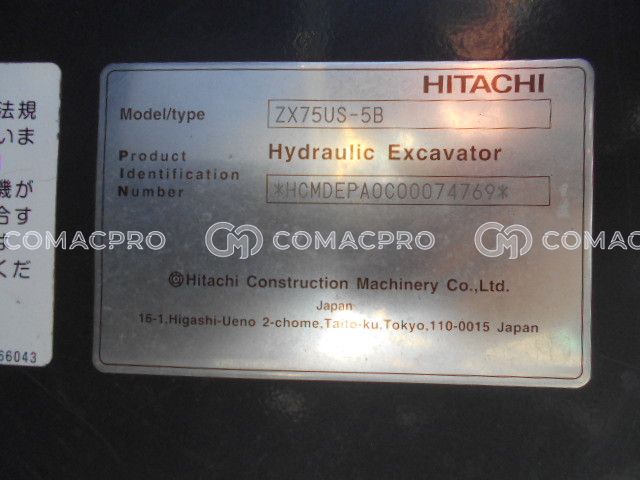 HITACHI
Model/type ZX75US-5B
Product Hydraulic Excavator
Identification
Number *HCMDEPA0C00074769*
©Hitachi Construction Machinery Co.,Ltd.
Japan
16-1,Higashi-Ueno 2-chome,Taito-ku,Tokyo,110-0015 Japan
法規
いま
機が
合す
くだ
66043
COMACPRO
COMACPRO
COMACPRO